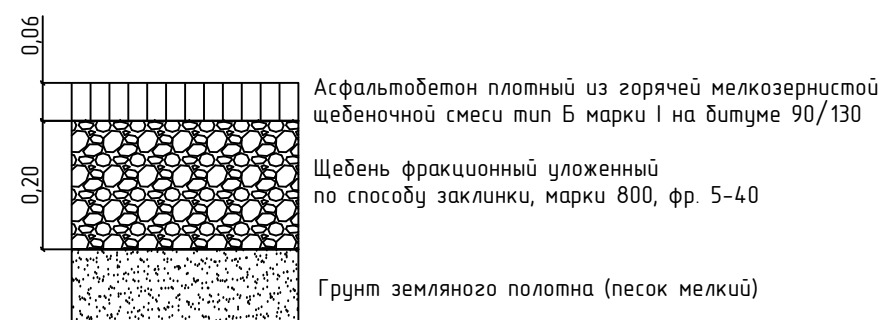 0,06
Асфальтобетон плотный из горячей мелкозернистой
щебеночной смеси тип Б марки I на битуме 90/130
0,20
Щебень фракционный уложенный
по способу заклинки, марки 800, фр. 5-40
Грунт земляного полотна (песок мелкий)